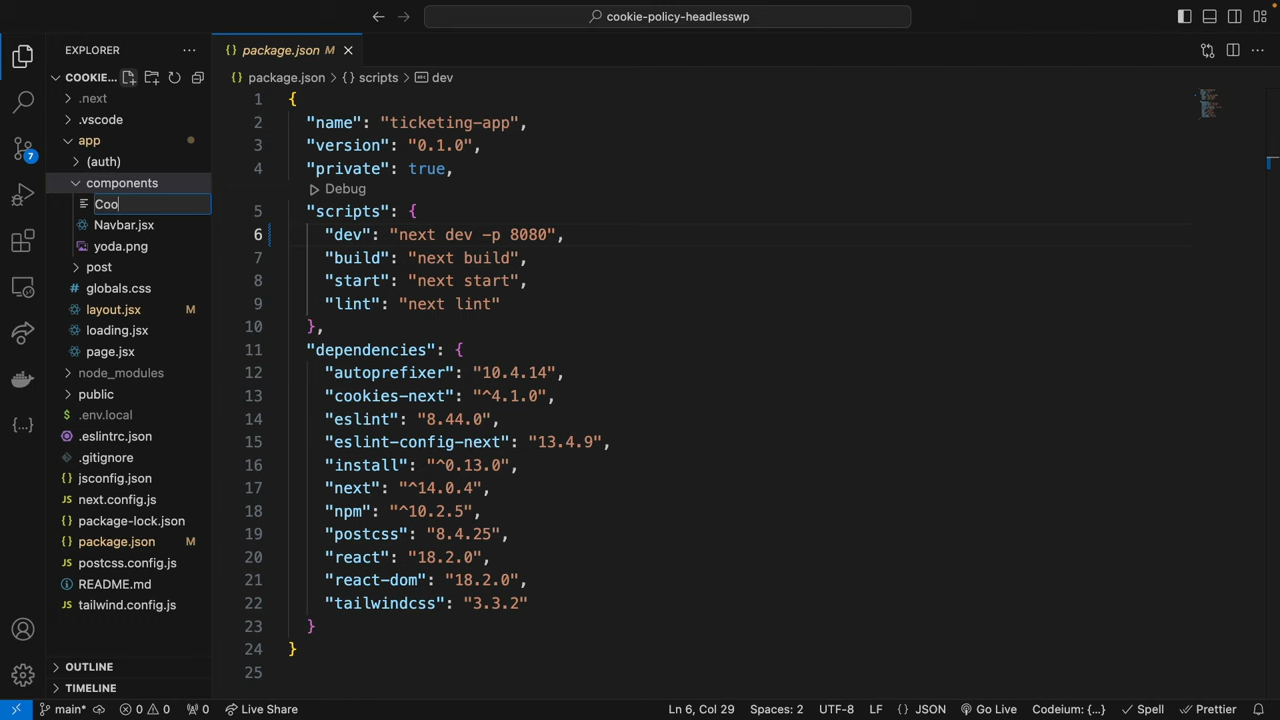 cookie-policy-headlesswp
EXPLORER
COOKIE...
.next
.vscode
app
(auth)
components
Coo
Navbar.jsx
yoda.png
post
globals.css
layout.jsx M
loading.jsx
page.jsx
node_modules
public
$ .env.local
.eslintrc.json
.gitignore
{} jsconfig.json
JS next.config.js
{} package-lock.json
{} package.json M
JS postcss.config.js
README.md
JS tailwind.config.js
OUTLINE
TIMELINE
7
{} package.json M
{} package.json > {} scripts > abc dev
1 {
2 "name": "ticketing-app",
3 "version": "0.1.0",
4 "private": true,
Debug
5 "scripts": {
6 "dev": "next dev -p 8080",
7 "build": "next build",
8 "start": "next start",
9 "lint": "next lint"
10 },
11 "dependencies": {
12 "autoprefixer": "10.4.14",
13 "cookies-next": "^4.1.0",
14 "eslint": "8.44.0",
15 "eslint-config-next": "13.4.9",
16 "install": "^0.13.0",
17 "next": "^14.0.4",
18 "npm": "^10.2.5",
19 "postcss": "8.4.25",
20 "react": "18.2.0",
21 "react-dom": "18.2.0",
22 "tailwindcss": "3.3.2"
23 }
24 }
25
main* 0 0 0 Live Share Ln 6, Col 29 Spaces: 2 UTF-8 LF {} JSON Go Live Codeium: {...} Spell Prettier